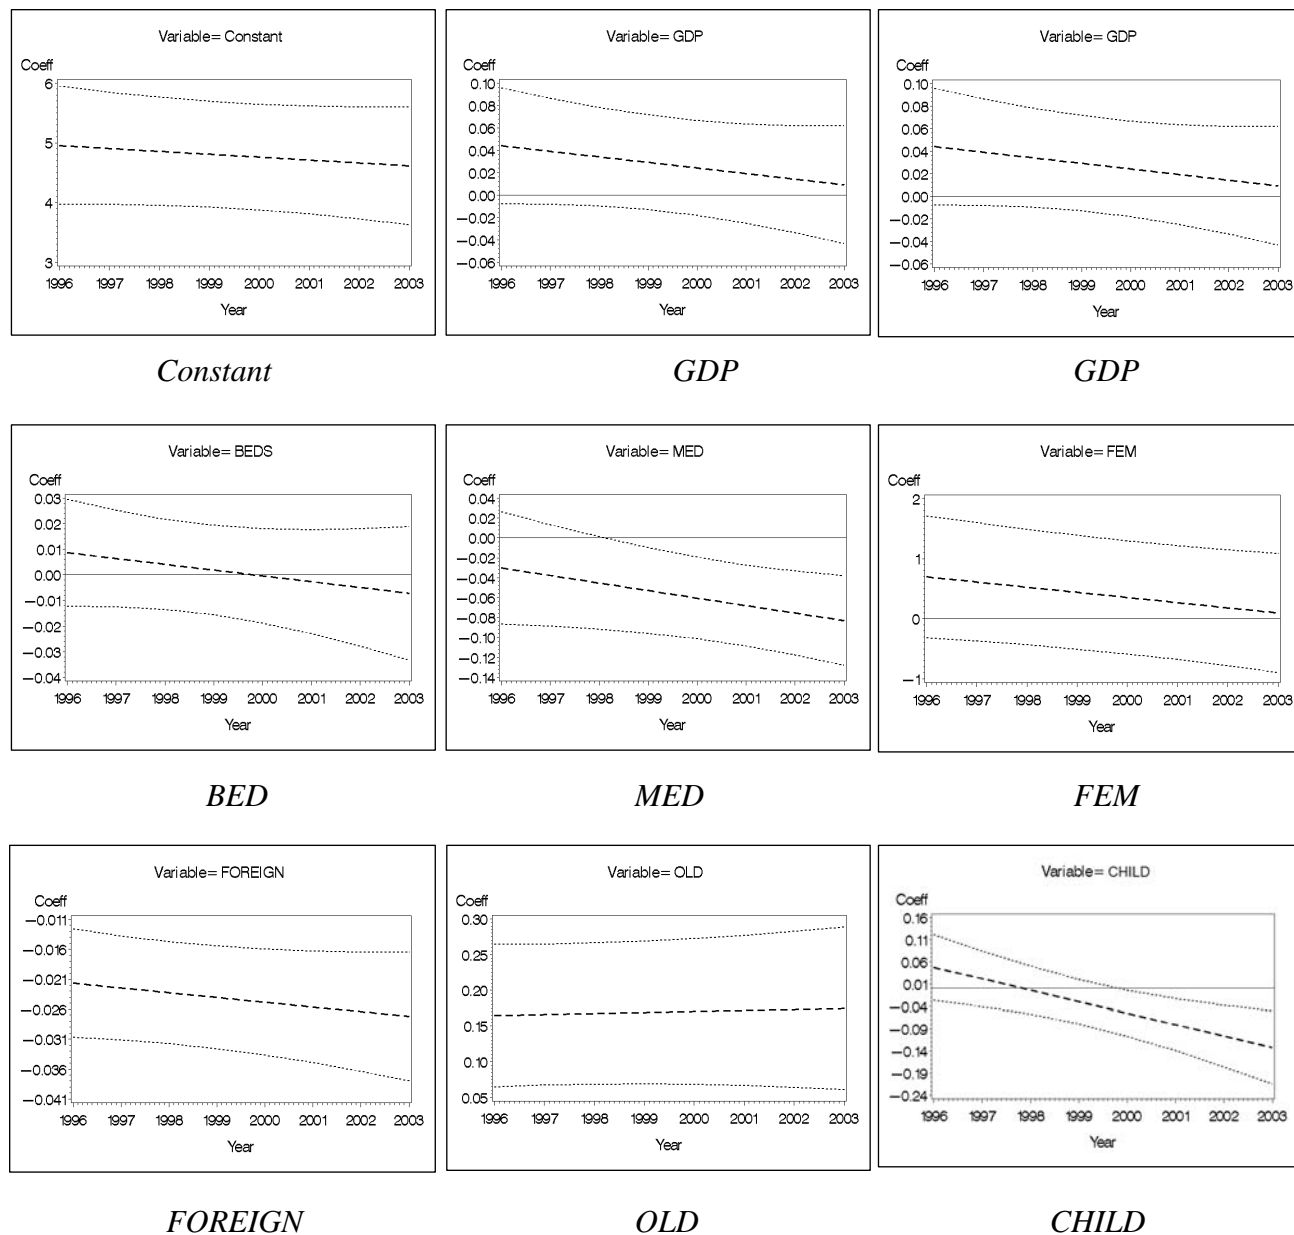 Variable= Constant
Coeff
6
5
4
3
1996 1997 1998 1999 2000 2001 2002 2003
Year
Constant
Variable= GDP
Coeff
0.10
0.08
0.06
0.04
0.02
0.00
−0.02
−0.04
−0.06
1996 1997 1998 1999 2000 2001 2002 2003
Year
GDP
Variable= GDP
Coeff
0.10
0.08
0.06
0.04
0.02
0.00
−0.02
−0.04
−0.06
1996 1997 1998 1999 2000 2001 2002 2003
Year
GDP
Variable= BEDS
Coeff
0.03
0.02
0.01
0.00
−0.01
−0.02
−0.03
−0.04
1996 1997 1998 1999 2000 2001 2002 2003
Year
BED
Variable= MED
Coeff
0.04
0.02
0.00
−0.02
−0.04
−0.06
−0.08
−0.10
−0.12
−0.14
1996 1997 1998 1999 2000 2001 2002 2003
Year
MED
Variable= FEM
Coeff
2
1
0
−1
1996 1997 1998 1999 2000 2001 2002 2003
Year
FEM
Variable= FOREIGN
Coeff
−0.011
−0.016
−0.021
−0.026
−0.031
−0.036
−0.041
1996 1997 1998 1999 2000 2001 2002 2003
Year
FOREIGN
Variable= OLD
Coeff
0.30
0.25
0.20
0.15
0.10
0.05
1996 1997 1998 1999 2000 2001 2002 2003
Year
OLD
Variable= CHILD
Coeff
0.16
0.11
0.06
0.01
−0.04
−0.09
−0.14
−0.19
−0.24
1996 1997 1998 1999 2000 2001 2002 2003
Year
CHILD